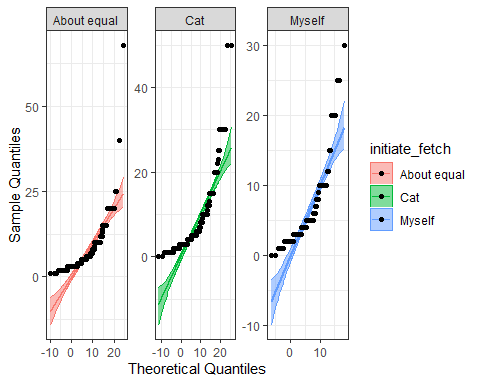 About equal
Cat
Myself
Sample Quantiles
50
25
0
40
20
0
30
20
10
0
-10
-10 0 10 20
-10 0 10 20
0 10
Theoretical Quantiles
initiate_fetch
About equal
Cat
Myself